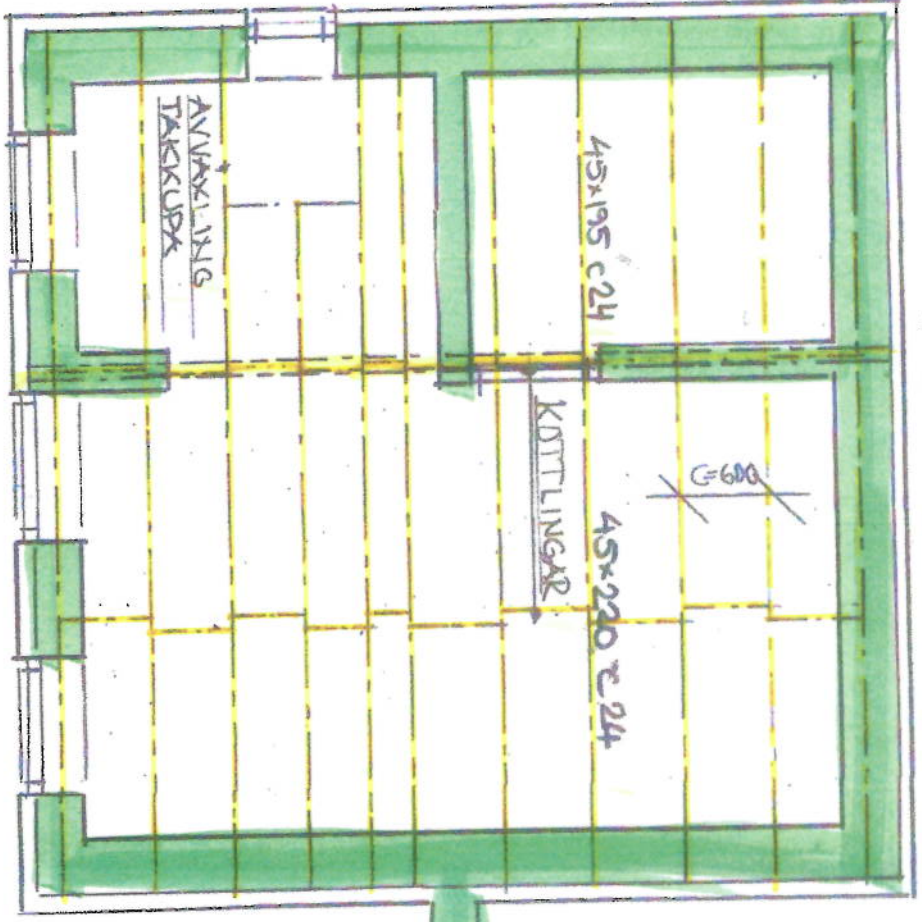 AVVÄXLING
TAKKUPA
45x195 c24
KOTTLINGAR
C=600
45x220 c24